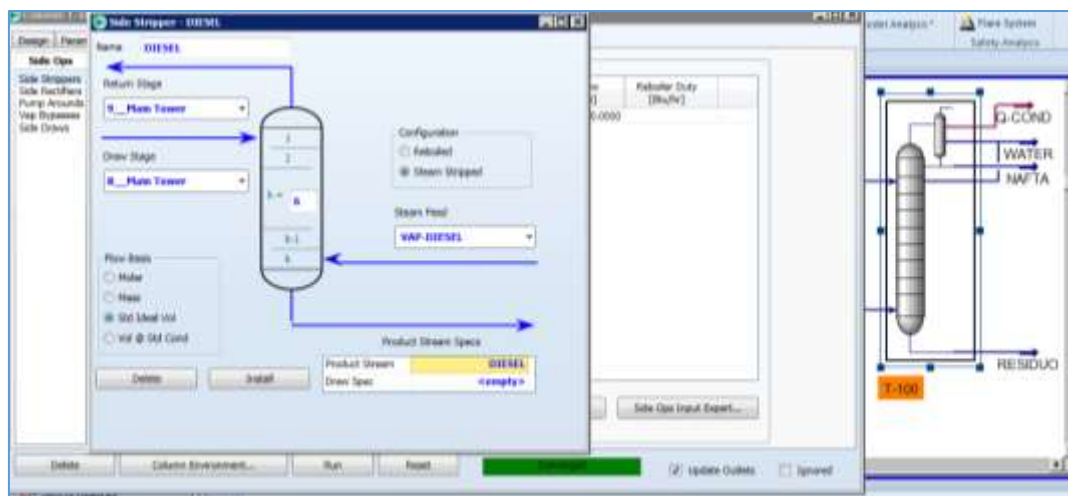 Side Stripper: DIESEL
Name DIESEL
Return Stage
9__Main Tower
Draw Stage
8__Main Tower
1
2
n = 6
n-1
n
Configuration
Reboiled
Steam Stripped
Steam Feed
VAP-DIESEL
Flow Basis
Molar
Mass
Std Ideal Vol
Vol @ Std Cond
Product Stream Specs
Product Stream DIESEL
Draw Spec <empty>
Delete Install
Design
Side Ops
Side Strippers
Side Rectifiers
Pump Arounds
Vap Bypasses
Side Draws
Reboiler Duty
[Btu/hr]
Side Ops Input Expert...
Delete Column Environment... Run Reset Update Outlets Ignored
Flare System
Safety Analysis
Q-COND
WATER
NAFTA
RESIDUO
T-100